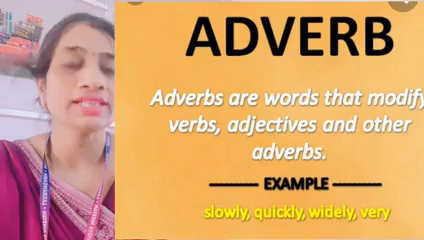 ADVERB
Adverbs are words that modify
verbs, adjectives and other
adverbs.
EXAMPLE
slowly, quickly, widely, very